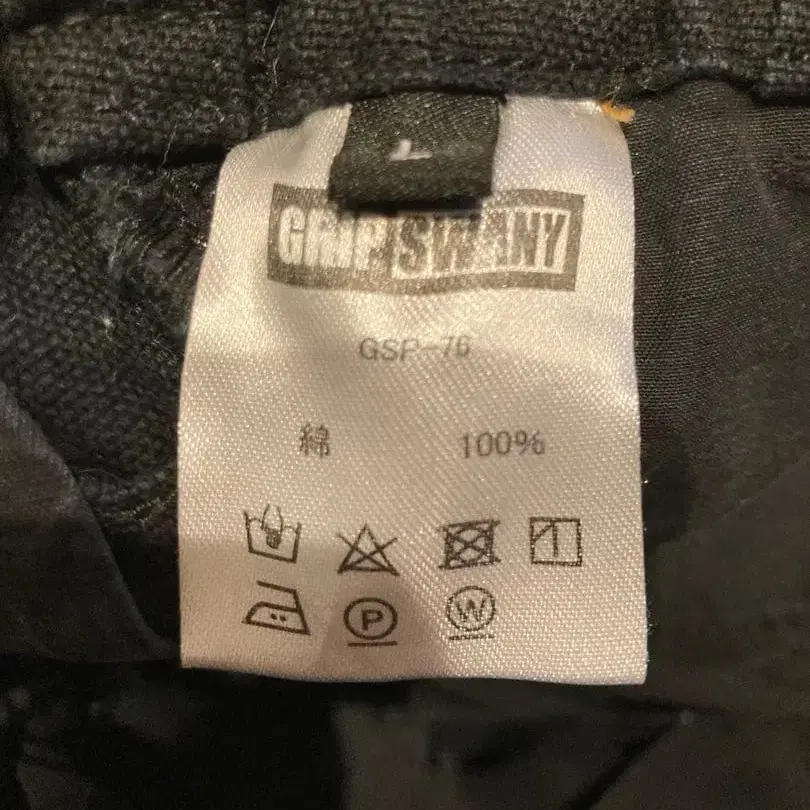 L
GRIP SWANY
GSP-76
綿 100%
P W